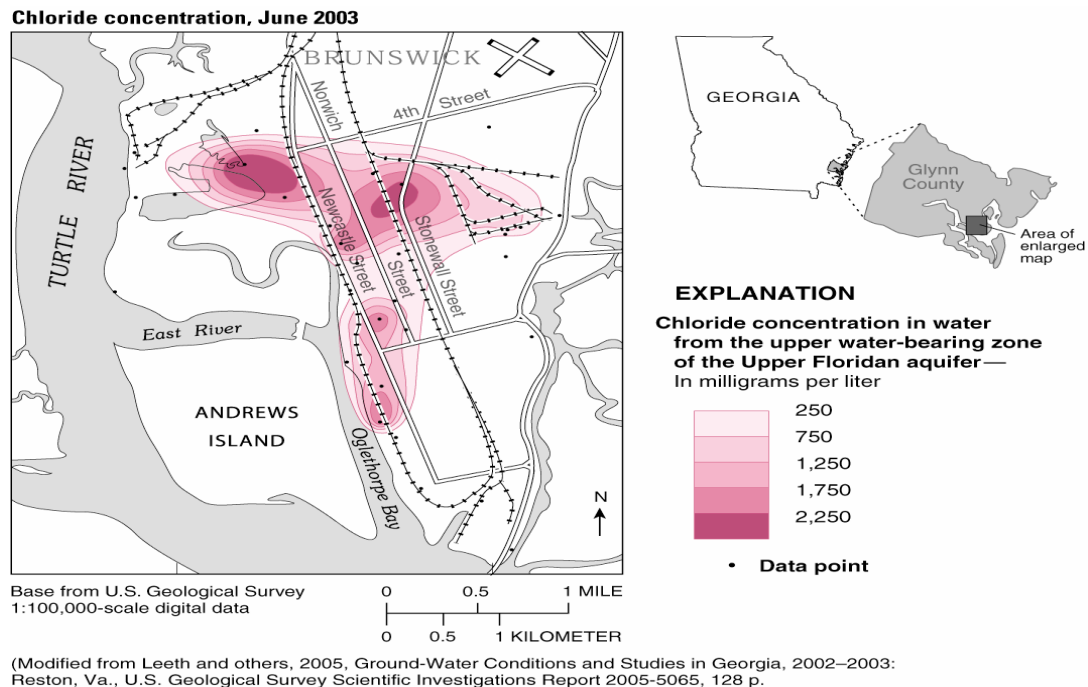 Chloride concentration, June 2003
BRUNSWICK
Norwich
4th Street
TURTLE RIVER
Newcastle Street
Street
Stonewall Street
East River
ANDREWS
ISLAND
Oglethorpe Bay
N
GEORGIA
Glynn
County
Area of
enlarged
map
EXPLANATION
Chloride concentration in water
from the upper water-bearing zone
of the Upper Floridan aquifer—
In milligrams per liter
250
750
1,250
1,750
2,250
Data point
Base from U.S. Geological Survey
1:100,000-scale digital data
0 0.5 1 MILE
0 0.5 1 KILOMETER
(Modified from Leeth and others, 2005, Ground-Water Conditions and Studies in Georgia, 2002–2003:
Reston, Va., U.S. Geological Survey Scientific Investigations Report 2005-5065, 128 p.